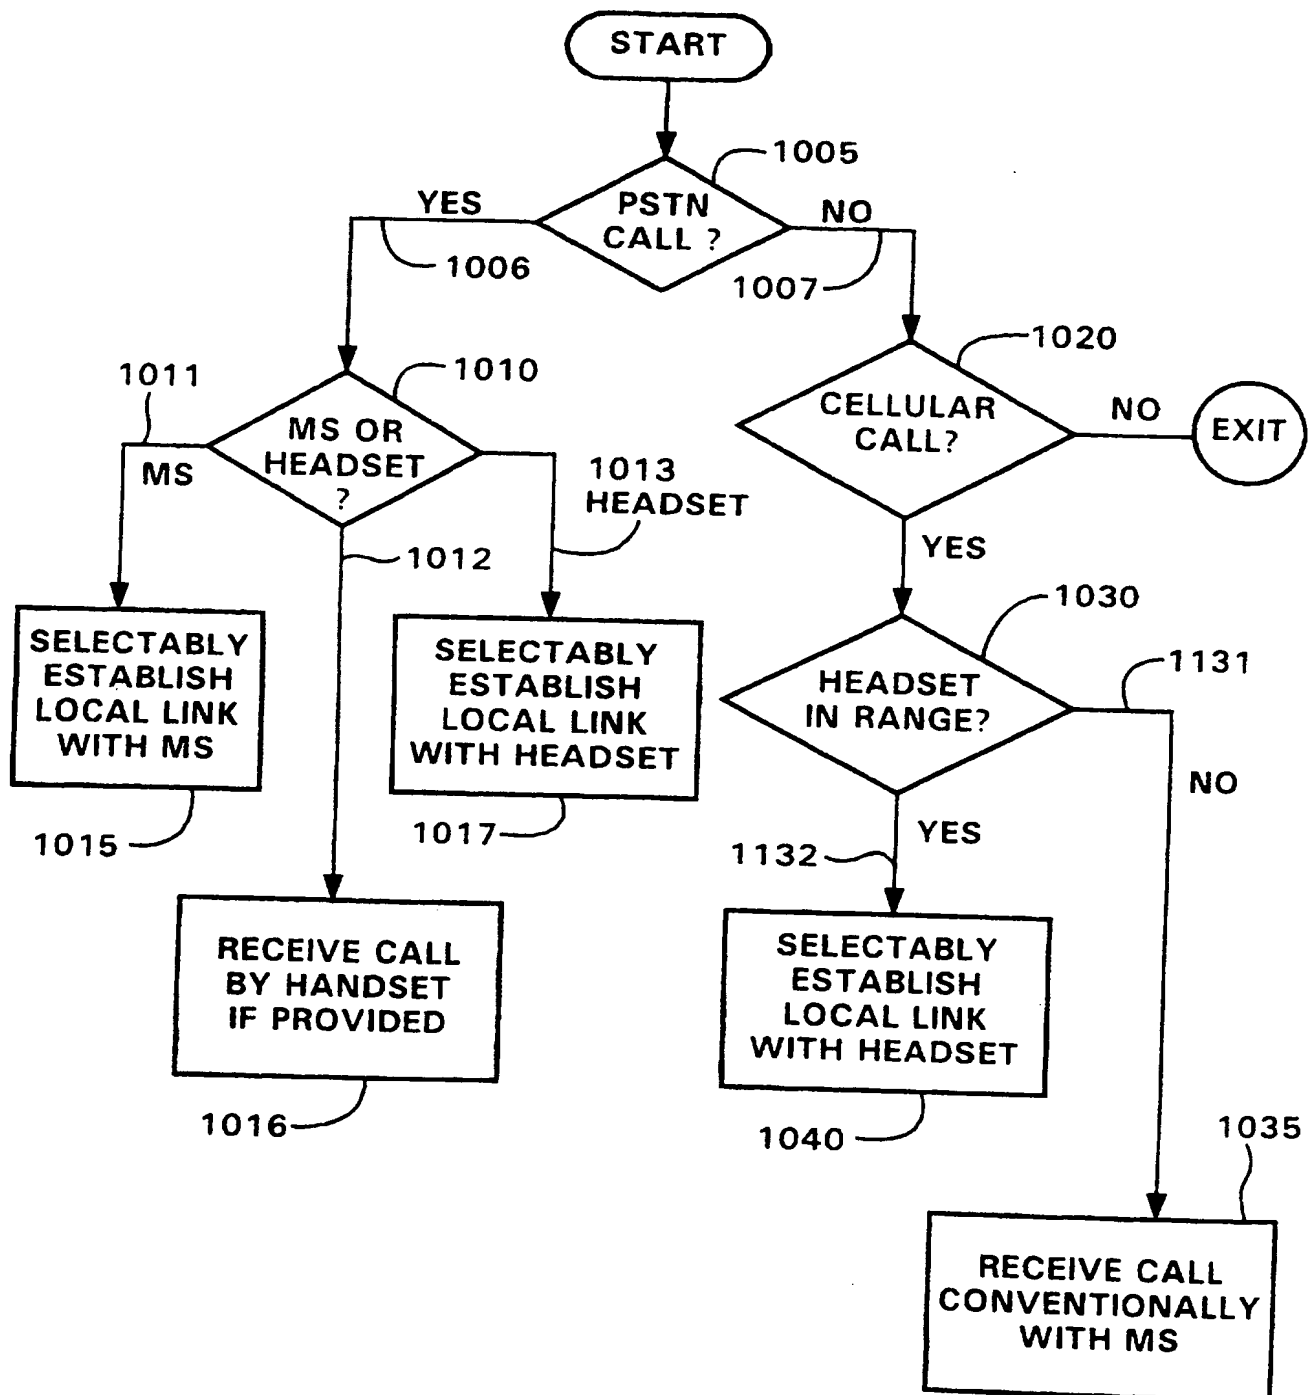 START
1005
PSTN
CALL ?
YES
NO
1006
1007
1020
CELLULAR
CALL?
NO
EXIT
1011
1010
MS OR
HEADSET
?
MS
1013
HEADSET
1012
YES
1030
HEADSET
IN RANGE?
1131
NO
SELECTABLY
ESTABLISH
LOCAL LINK
WITH MS
1015
SELECTABLY
ESTABLISH
LOCAL LINK
WITH HEADSET
1017
YES
1132
RECEIVE CALL
BY HANDSET
IF PROVIDED
1016
SELECTABLY
ESTABLISH
LOCAL LINK
WITH HEADSET
1040
1035
RECEIVE CALL
CONVENTIONALLY
WITH MS